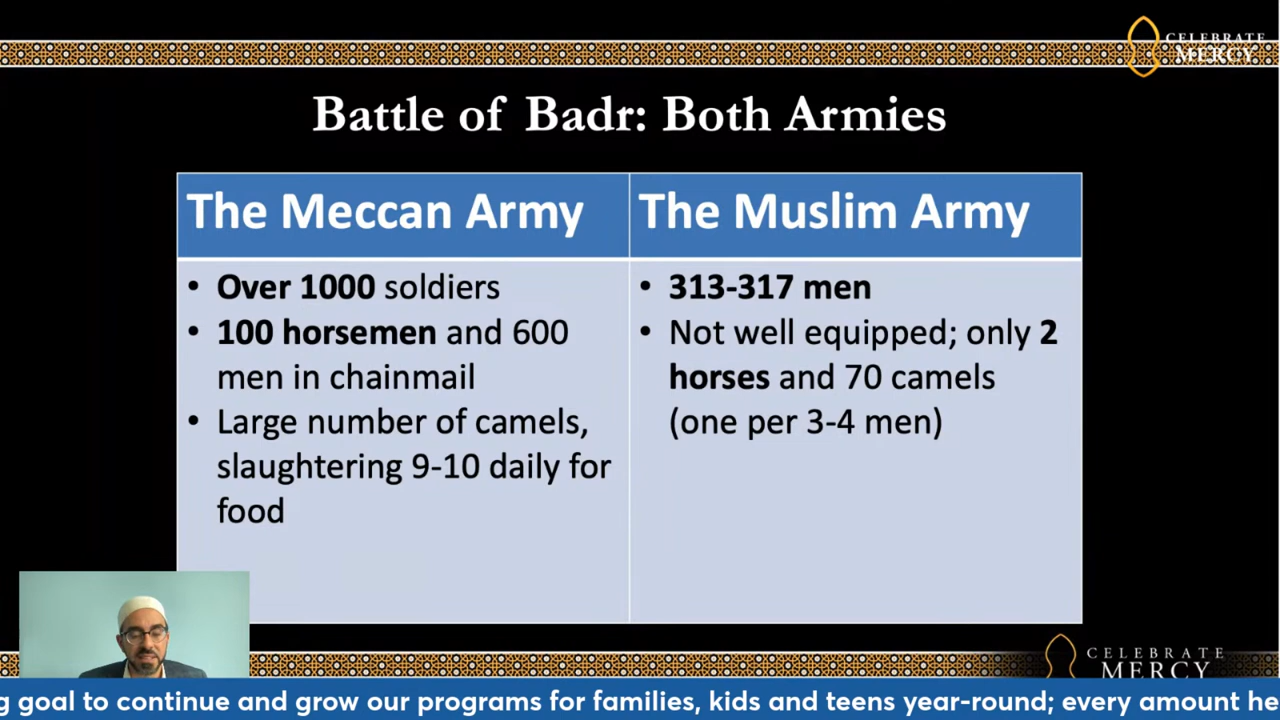 CELEBRATE
MERCY
Battle of Badr: Both Armies
The Meccan Army
• Over 1000 soldiers
• 100 horsemen and 600
men in chainmail
• Large number of camels,
slaughtering 9-10 daily for
food
The Muslim Army
• 313-317 men
• Not well equipped; only 2
horses and 70 camels
(one per 3-4 men)
CELEBRATE
MERCY
g goal to continue and grow our programs for families, kids and teens year-round; every amount he